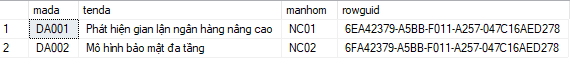 mada tenda manhom rowguid
1 DA001 Phát hiện gian lận ngân hàng nâng cao NC01 6EA42379-A5BB-F011-A257-047C16AED278
2 DA002 Mô hình bảo mật đa tầng NC02 6FA42379-A5BB-F011-A257-047C16AED278